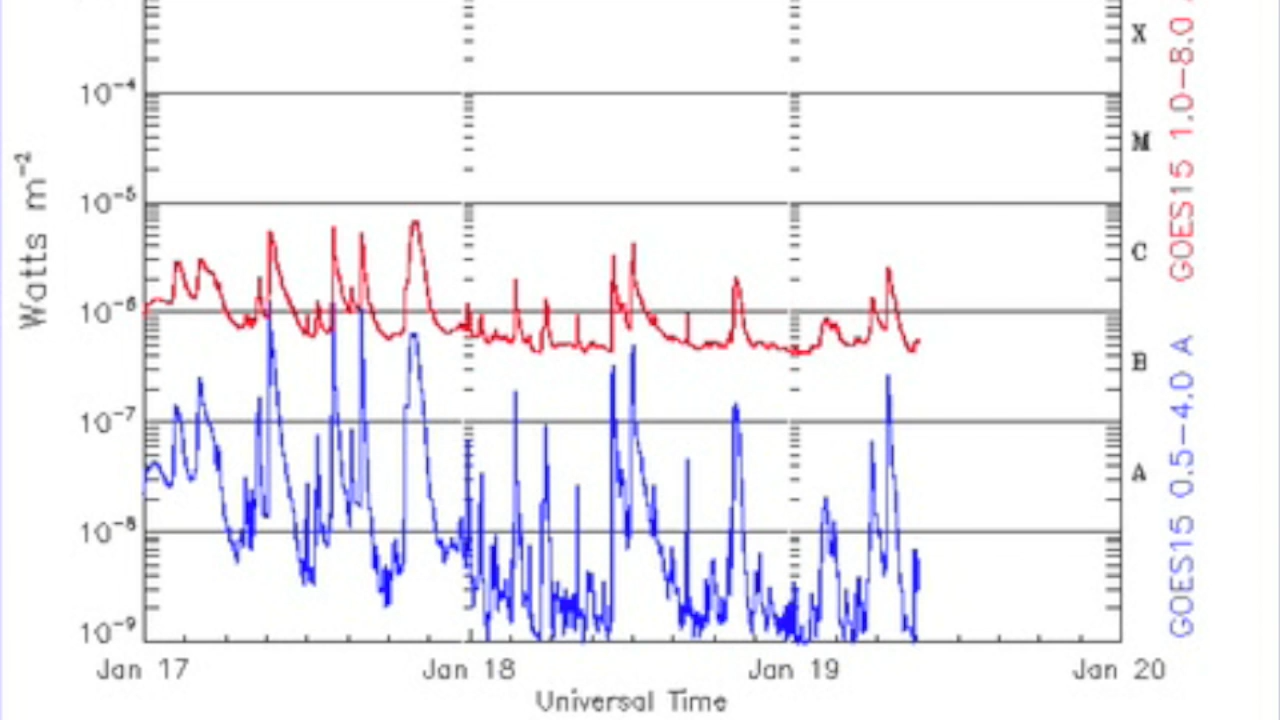 X
10⁻⁴
M
10⁻⁵
C
10⁻⁶
B
10⁻⁷
A
10⁻⁸
10⁻⁹
Watts m⁻²
GOES15 1.0-8.0
GOES15 0.5-4.0 A
Jan 17 Jan 18 Jan 19 Jan 20
Universal Time